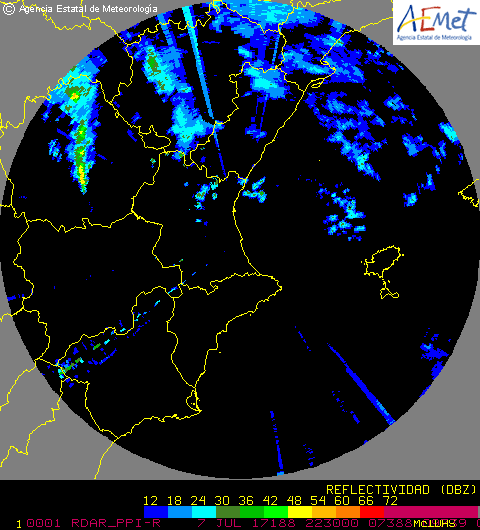 © Agencia Estatal de Meteorología
AEMet
Agencia Estatal de Meteorología
REFLECTIVIDAD (DBZ)
12 18 24 30 36 42 48 54 60 66 72
1 0001 RDAR_PPI-R 7 JUL 17188 223000 07388